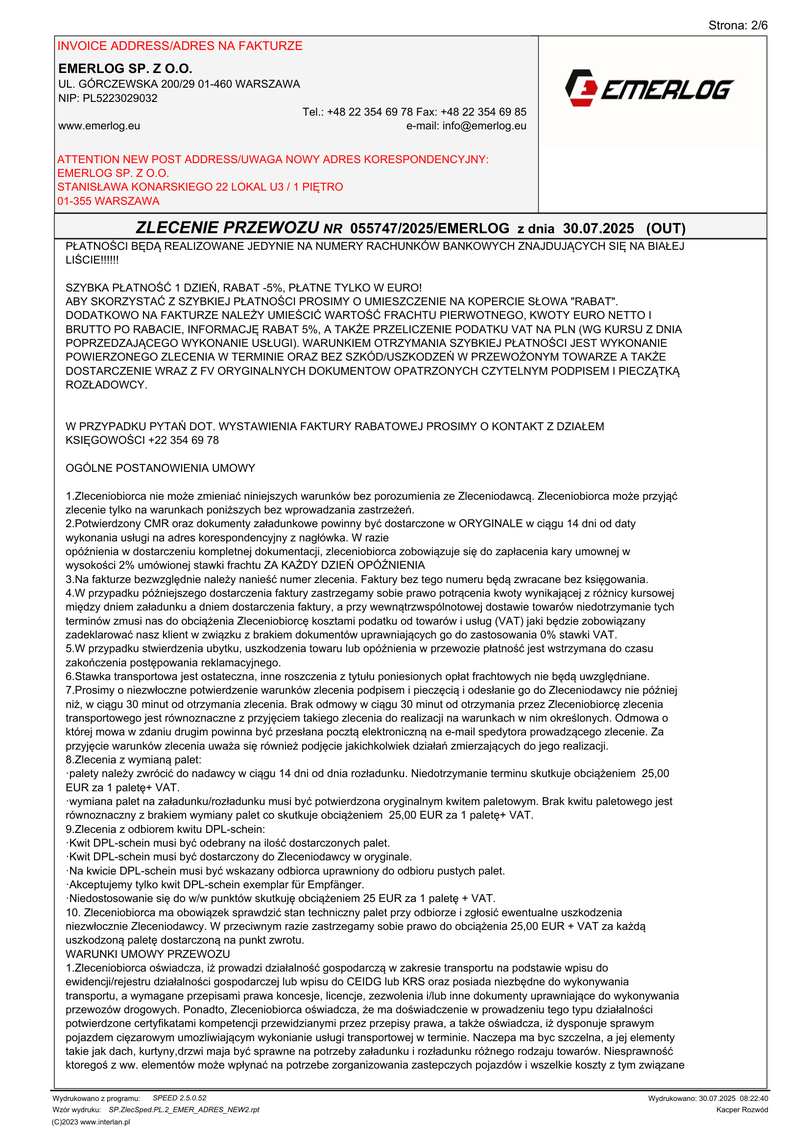 Strona: 2/6
INVOICE ADDRESS/ADRES NA FAKTURZE
EMERLOG SP. Z O.O.
UL. GÓRCZEWSKA 200/29 01-460 WARSZAWA
NIP: PL5223029032
Tel.: +48 22 354 69 78 Fax: +48 22 354 69 85
www.emerlog.eu e-mail: info@emerlog.eu
EMERLOG
ATTENTION NEW POST ADDRESS/UWAGA NOWY ADRES KORESPONDENCYJNY:
EMERLOG SP. Z O.O.
STANISŁAWA KONARSKIEGO 22 LOKAL U3 / 1 PIĘTRO
01-355 WARSZAWA
ZLECENIE PRZEWOZU NR 055747/2025/EMERLOG z dnia 30.07.2025 (OUT)
PŁATNOŚCI BĘDĄ REALIZOWANE JEDYNIE NA NUMERY RACHUNKÓW BANKOWYCH ZNAJDUJĄCYCH SIĘ NA BIAŁEJ
LIŚCIE!!!!!!
SZYBKA PŁATNOŚĆ 1 DZIEŃ, RABAT -5%, PŁATNE TYLKO W EURO!
ABY SKORZYSTAĆ Z SZYBKIEJ PŁATNOŚCI PROSIMY O UMIESZCZENIE NA KOPERCIE SŁOWA "RABAT".
DODATKOWO NA FAKTURZE NALEŻY UMIEŚCIĆ WARTOŚĆ FRACHTU PIERWOTNEGO, KWOTY EURO NETTO I
BRUTTO PO RABACIE, INFORMACJĘ RABAT 5%, A TAKŻE PRZELICZENIE PODATKU VAT NA PLN (WG KURSU Z DNIA
POPRZEDZAJĄCEGO WYKONANIE USŁUGI). WARUNKIEM OTRZYMANIA SZYBKIEJ PŁATNOŚCI JEST WYKONANIE
POWIERZONEGO ZLECENIA W TERMINIE ORAZ BEZ SZKÓD/USZKODZEŃ W PRZEWOŻONYM TOWARZE A TAKŻE
DOSTARCZENIE WRAZ Z FV ORYGINALNYCH DOKUMENTOW OPATRZONYCH CZYTELNYM PODPISEM I PIECZĄTKĄ
ROZŁADOWCY.
W PRZYPADKU PYTAŃ DOT. WYSTAWIENIA FAKTURY RABATOWEJ PROSIMY O KONTAKT Z DZIAŁEM
KSIĘGOWOŚCI +22 354 69 78
OGÓLNE POSTANOWIENIA UMOWY
1.Zleceniobiorca nie może zmieniać niniejszych warunków bez porozumienia ze Zleceniodawcą. Zleceniobiorca może przyjąć
zlecenie tylko na warunkach poniższych bez wprowadzania zastrzeżeń.
2.Potwierdzony CMR oraz dokumenty załadunkowe powinny być dostarczone w ORYGINALE w ciągu 14 dni od daty
wykonania usługi na adres korespondencyjny z nagłówka. W razie
opóźnienia w dostarczeniu kompletnej dokumentacji, zleceniobiorca zobowiązuje się do zapłacenia kary umownej w
wysokości 2% umówionej stawki frachtu ZA KAŻDY DZIEŃ OPÓŹNIENIA
3.Na fakturze bezwzględnie należy nanieść numer zlecenia. Faktury bez tego numeru będą zwracane bez księgowania.
4.W przypadku późniejszego dostarczenia faktury zastrzegamy sobie prawo potrącenia kwoty wynikającej z różnicy kursowej
między dniem załadunku a dniem dostarczenia faktury, a przy wewnątrzwspólnotowej dostawie towarów niedotrzymanie tych
terminów zmusi nas do obciążenia Zleceniobiorcę kosztami podatku od towarów i usług (VAT) jaki będzie zobowiązany
zadeklarować nasz klient w związku z brakiem dokumentów uprawniających go do zastosowania 0% stawki VAT.
5.W przypadku stwierdzenia ubytku, uszkodzenia towaru lub opóźnienia w przewozie płatność jest wstrzymana do czasu
zakończenia postępowania reklamacyjnego.
6.Stawka transportowa jest ostateczna, inne roszczenia z tytułu poniesionych opłat frachtowych nie będą uwzględniane.
7.Prosimy o niezwłoczne potwierdzenie warunków zlecenia podpisem i pieczęcią i odesłanie go do Zleceniodawcy nie później
niż, w ciągu 30 minut od otrzymania zlecenia. Brak odmowy w ciągu 30 minut od otrzymania przez Zleceniobiorcę zlecenia
transportowego jest równoznaczne z przyjęciem takiego zlecenia do realizacji na warunkach w nim określonych. Odmowa o
której mowa w zdaniu drugim powinna być przesłana pocztą elektroniczną na e-mail spedytora prowadzącego zlecenie. Za
przyjęcie warunków zlecenia uważa się również podjęcie jakichkolwiek działań zmierzających do jego realizacji.
8.Zlecenia z wymianą palet:
·palety należy zwrócić do nadawcy w ciągu 14 dni od dnia rozładunku. Niedotrzymanie terminu skutkuje obciążeniem 25,00
EUR za 1 paletę+ VAT.
·wymiana palet na załadunku/rozładunku musi być potwierdzona oryginalnym kwitem paletowym. Brak kwitu paletowego jest
równoznaczny z brakiem wymiany palet co skutkuje obciążeniem 25,00 EUR za 1 paletę+ VAT.
9.Zlecenia z odbiorem kwitu DPL-schein:
·Kwit DPL-schein musi być odebrany na ilość dostarczonych palet.
·Kwit DPL-schein musi być dostarczony do Zleceniodawcy w oryginale.
·Na kwicie DPL-schein musi być wskazany odbiorca uprawniony do odbioru pustych palet.
·Akceptujemy tylko kwit DPL-schein exemplar für Empfänger.
·Niedostosowanie się do w/w punktów skutkuję obciążeniem 25 EUR za 1 paletę + VAT.
10. Zleceniobiorca ma obowiązek sprawdzić stan techniczny palet przy odbiorze i zgłosić ewentualne uszkodzenia
niezwłocznie Zleceniodawcy. W przeciwnym razie zastrzegamy sobie prawo do obciążenia 25,00 EUR + VAT za każdą
uszkodzoną paletę dostarczoną na punkt zwrotu.
WARUNKI UMOWY PRZEWOZU
1.Zleceniobiorca oświadcza, iż prowadzi działalność gospodarczą w zakresie transportu na podstawie wpisu do
ewidencji/rejestru działalności gospodarczej lub wpisu do CEIDG lub KRS oraz posiada niezbędne do wykonywania
transportu, a wymagane przepisami prawa koncesje, licencje, zezwolenia i/lub inne dokumenty uprawniające do wykonywania
przewozów drogowych. Ponadto, Zleceniobiorca oświadcza, że ma doświadczenie w prowadzeniu tego typu działalności
potwierdzone certyfikatami kompetencji przewidzianymi przez przepisy prawa, a także oświadcza, iż dysponuje sprawym
pojazdem ciężarowym umożliwiającym wykonianie usługi transportowej w terminie. Naczepa ma byc szczelna, a jej elementy
takie jak dach, kurtyny,drzwi maja być sprawne na potrzeby załadunku i rozładunku różnego rodzaju towarów. Niesprawność
ktoregoś z ww. elementów może wpłynąć na potrzebe zorganizowania zastepczych pojazdów i wszelkie koszty z tym związane
Wydrukowano z programu: SPEED 2.5.0.52 Wydrukowano: 30.07.2025 08:22:40
Wzór wydruku: SP.ZlecSped.PL.2_EMER_ADRES_NEW2.rpt Kacper Rozwód
(C)2023 www.interlan.pl